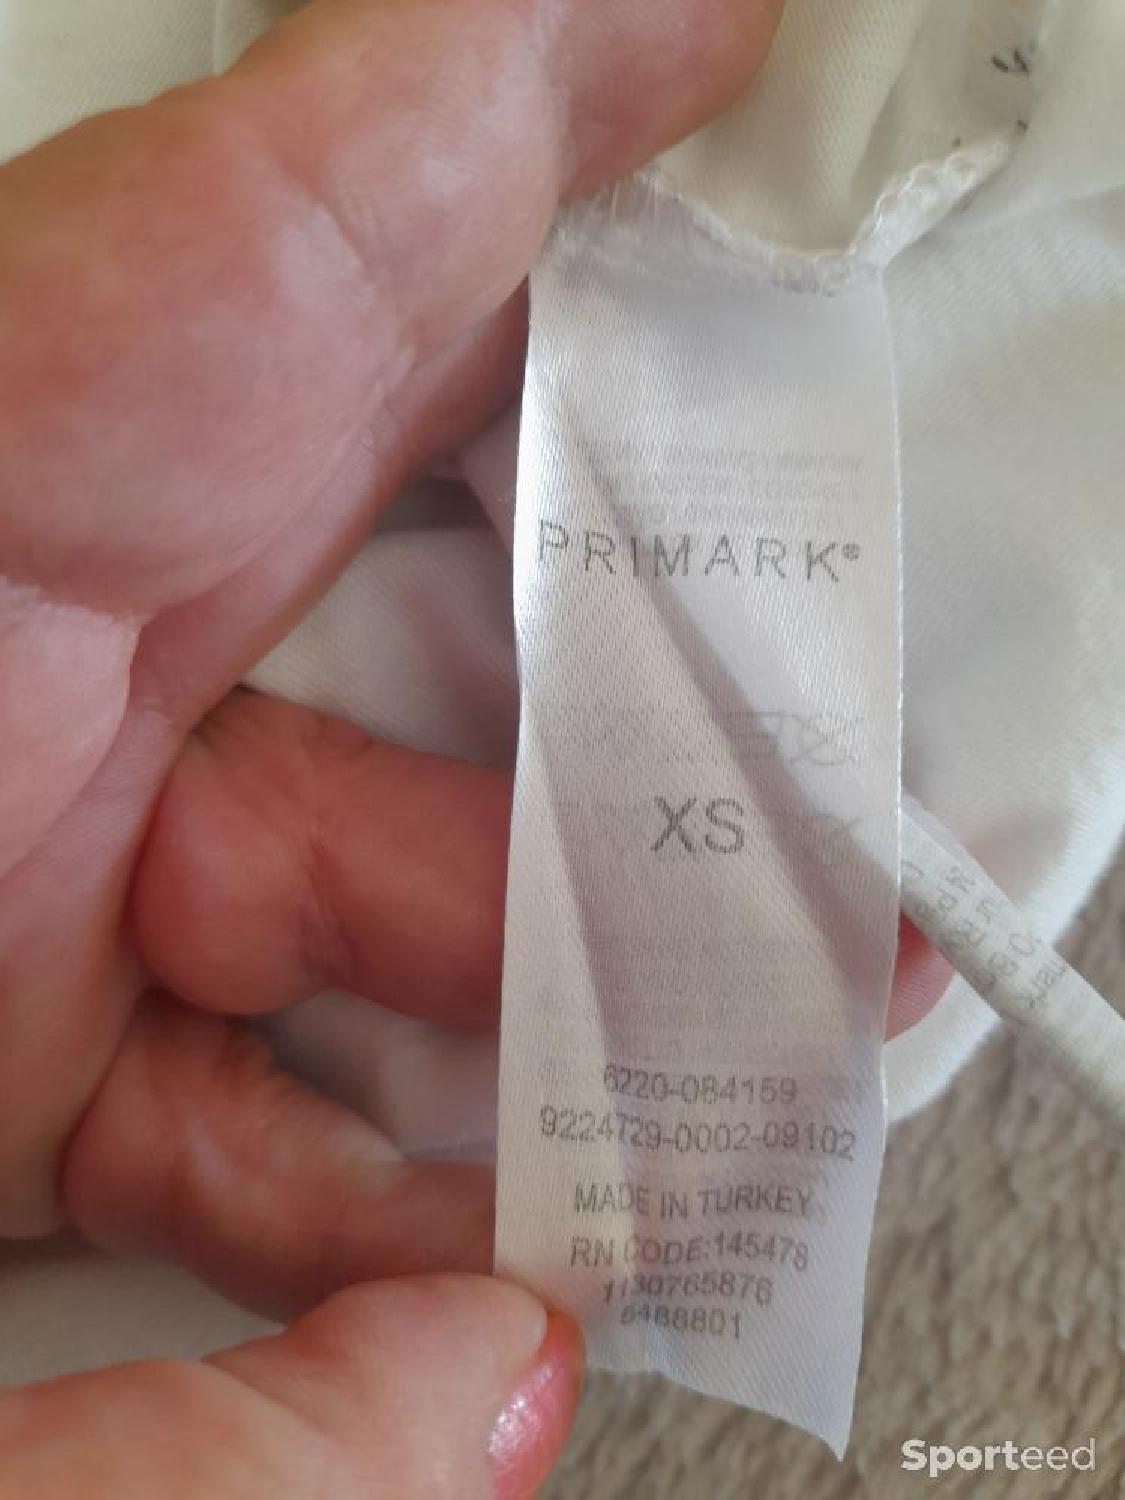 PRIMARK®
XS
6220-084159
9224729-0002-09102
MADE IN TURKEY
RN CODE:145478
1130765876
6488801
Sporteed